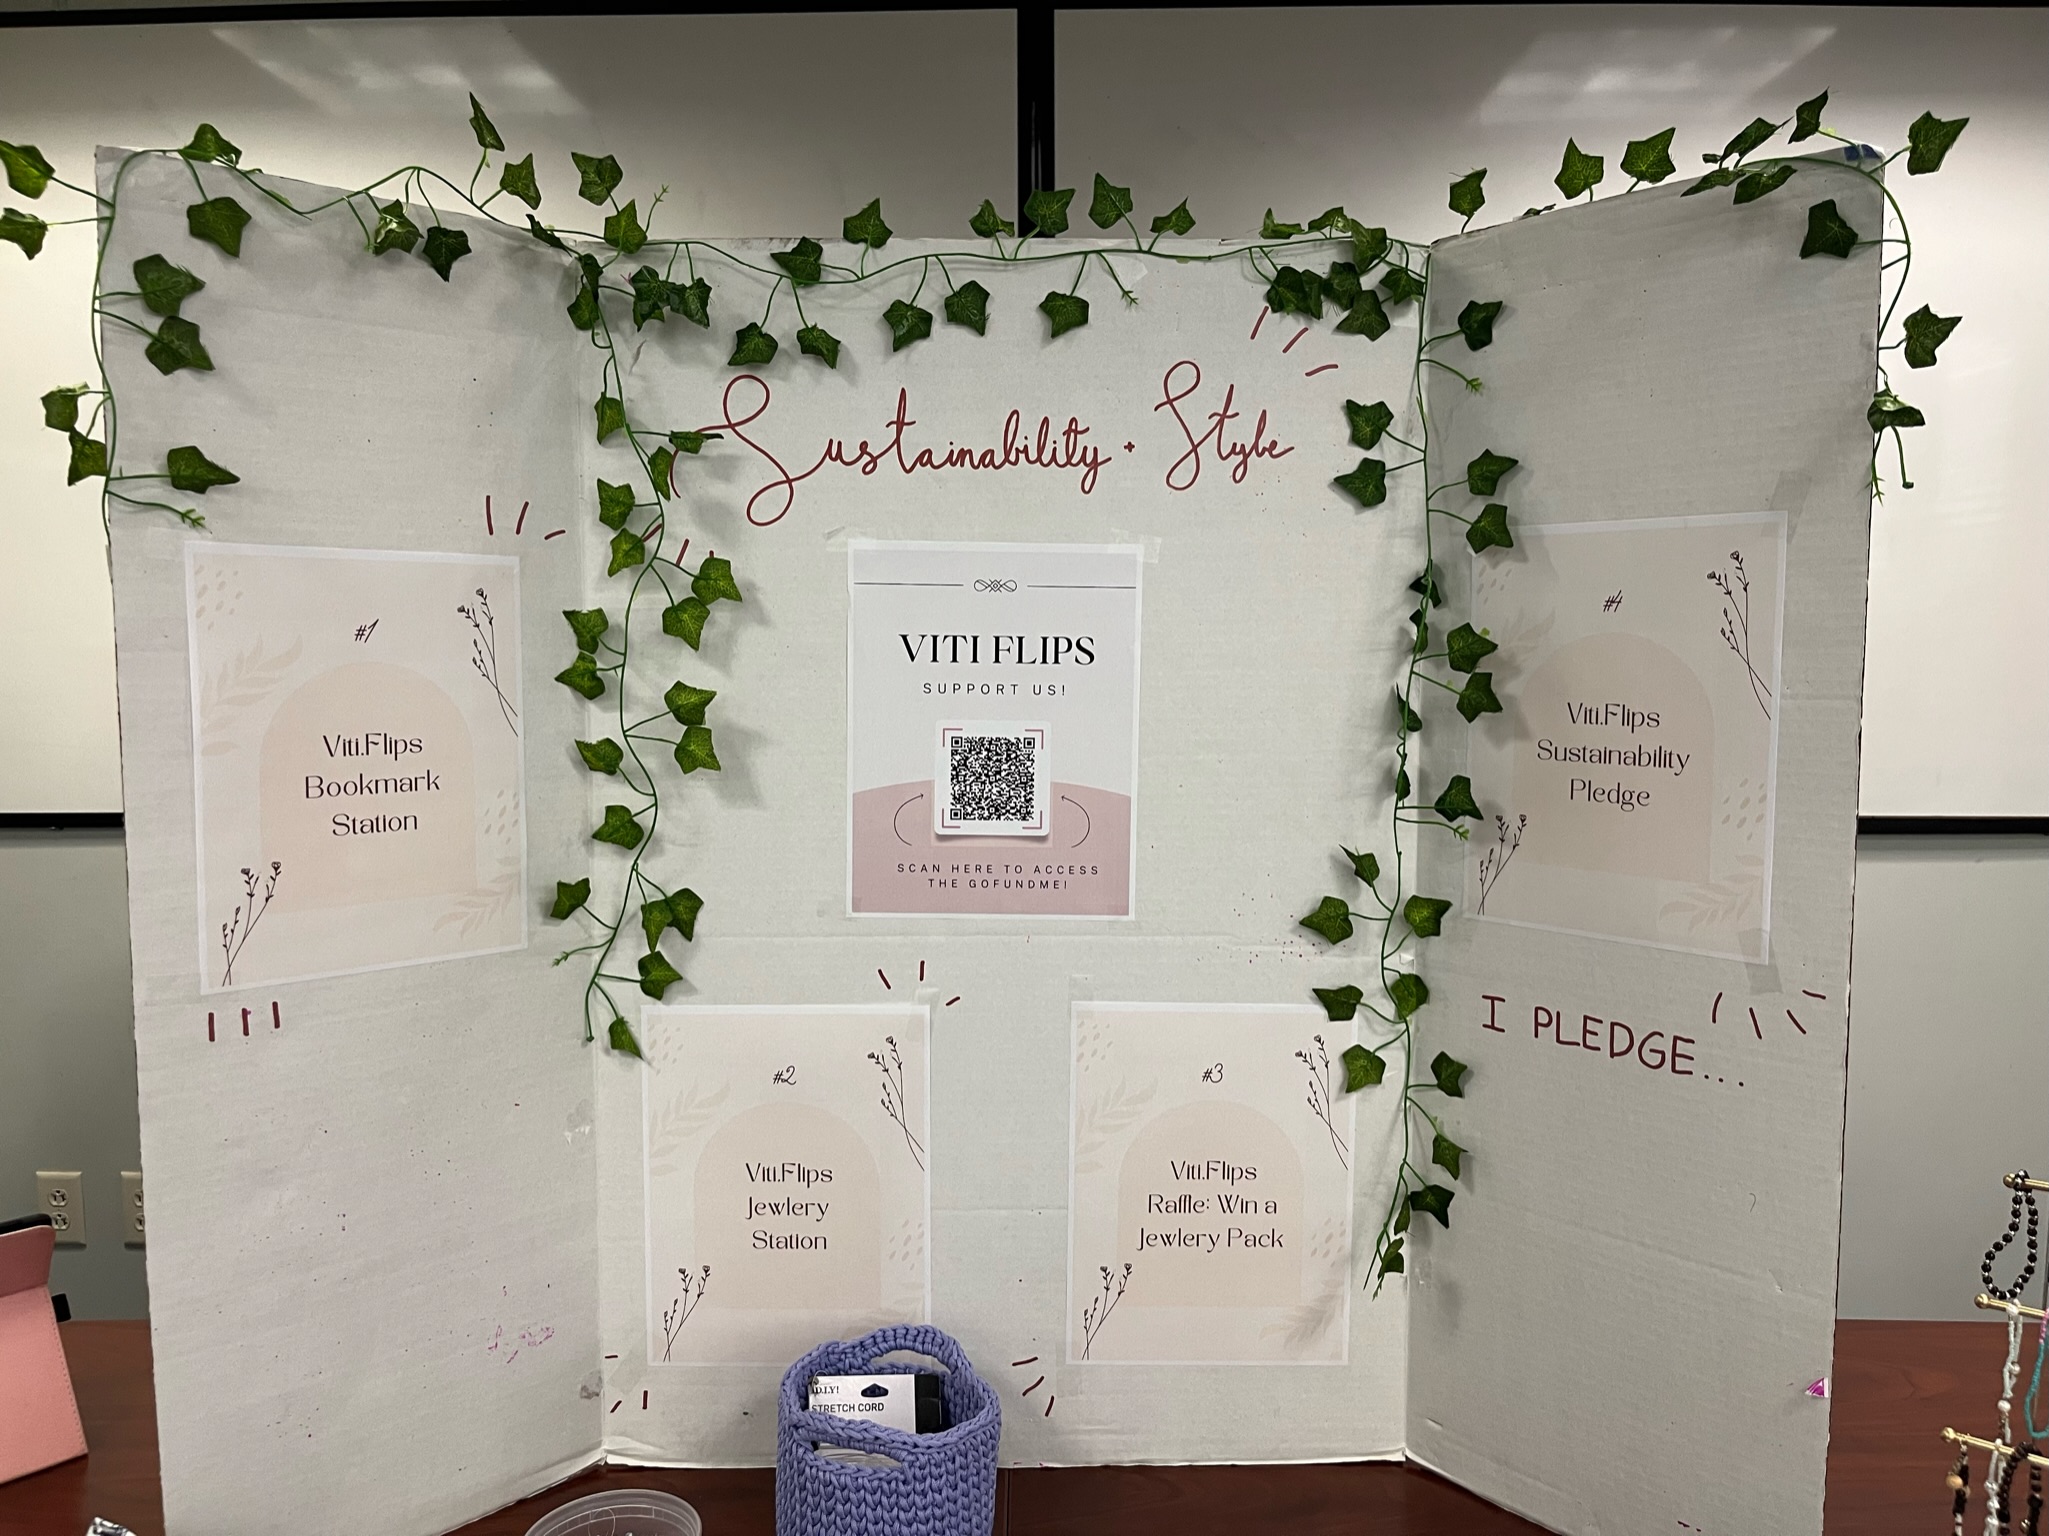 Sustainability + Style
#1
Viti.Flips
Bookmark
Station
VITI FLIPS
SUPPORT US!
SCAN HERE TO ACCESS
THE GOFUNDME!
#4
Viti.Flips
Sustainability
Pledge
I PLEDGE...
#2
Viti.Flips
Jewlery
Station
#3
Viti.Flips
Raffle: Win a
Jewlery Pack
D.I.Y!
STRETCH CORD